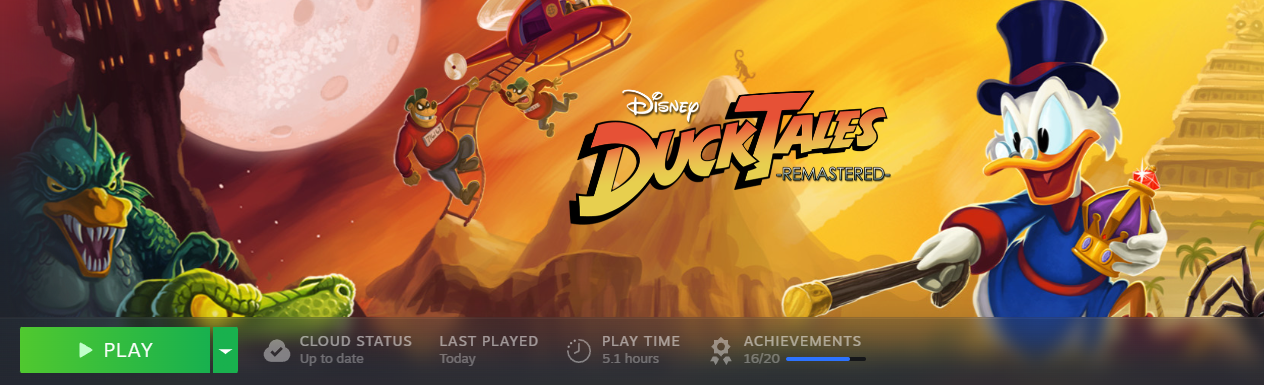 Disney
DUCKTALES
-REMASTERED-
PLAY
CLOUD STATUS
Up to date
LAST PLAYED
Today
PLAY TIME
5.1 hours
ACHIEVEMENTS
16/20